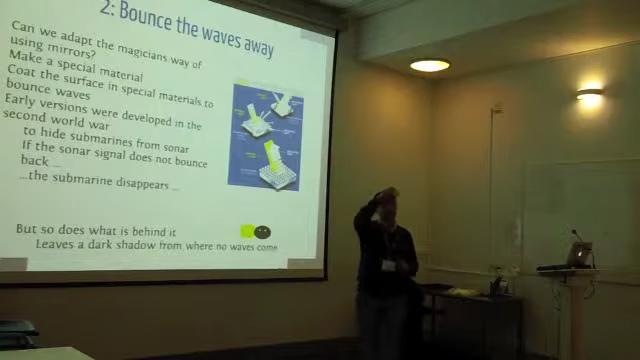 2: Bounce the waves away
Can we adapt the magicians way of
using mirrors?
Make a special material
Coat the surface in special materials to
bounce waves
Early versions were developed in the
second world war
to hide submarines from sonar
If the sonar signal does not bounce
back ...
...the submarine disappears ...
But so does what is behind it
Leaves a dark shadow from where no waves come